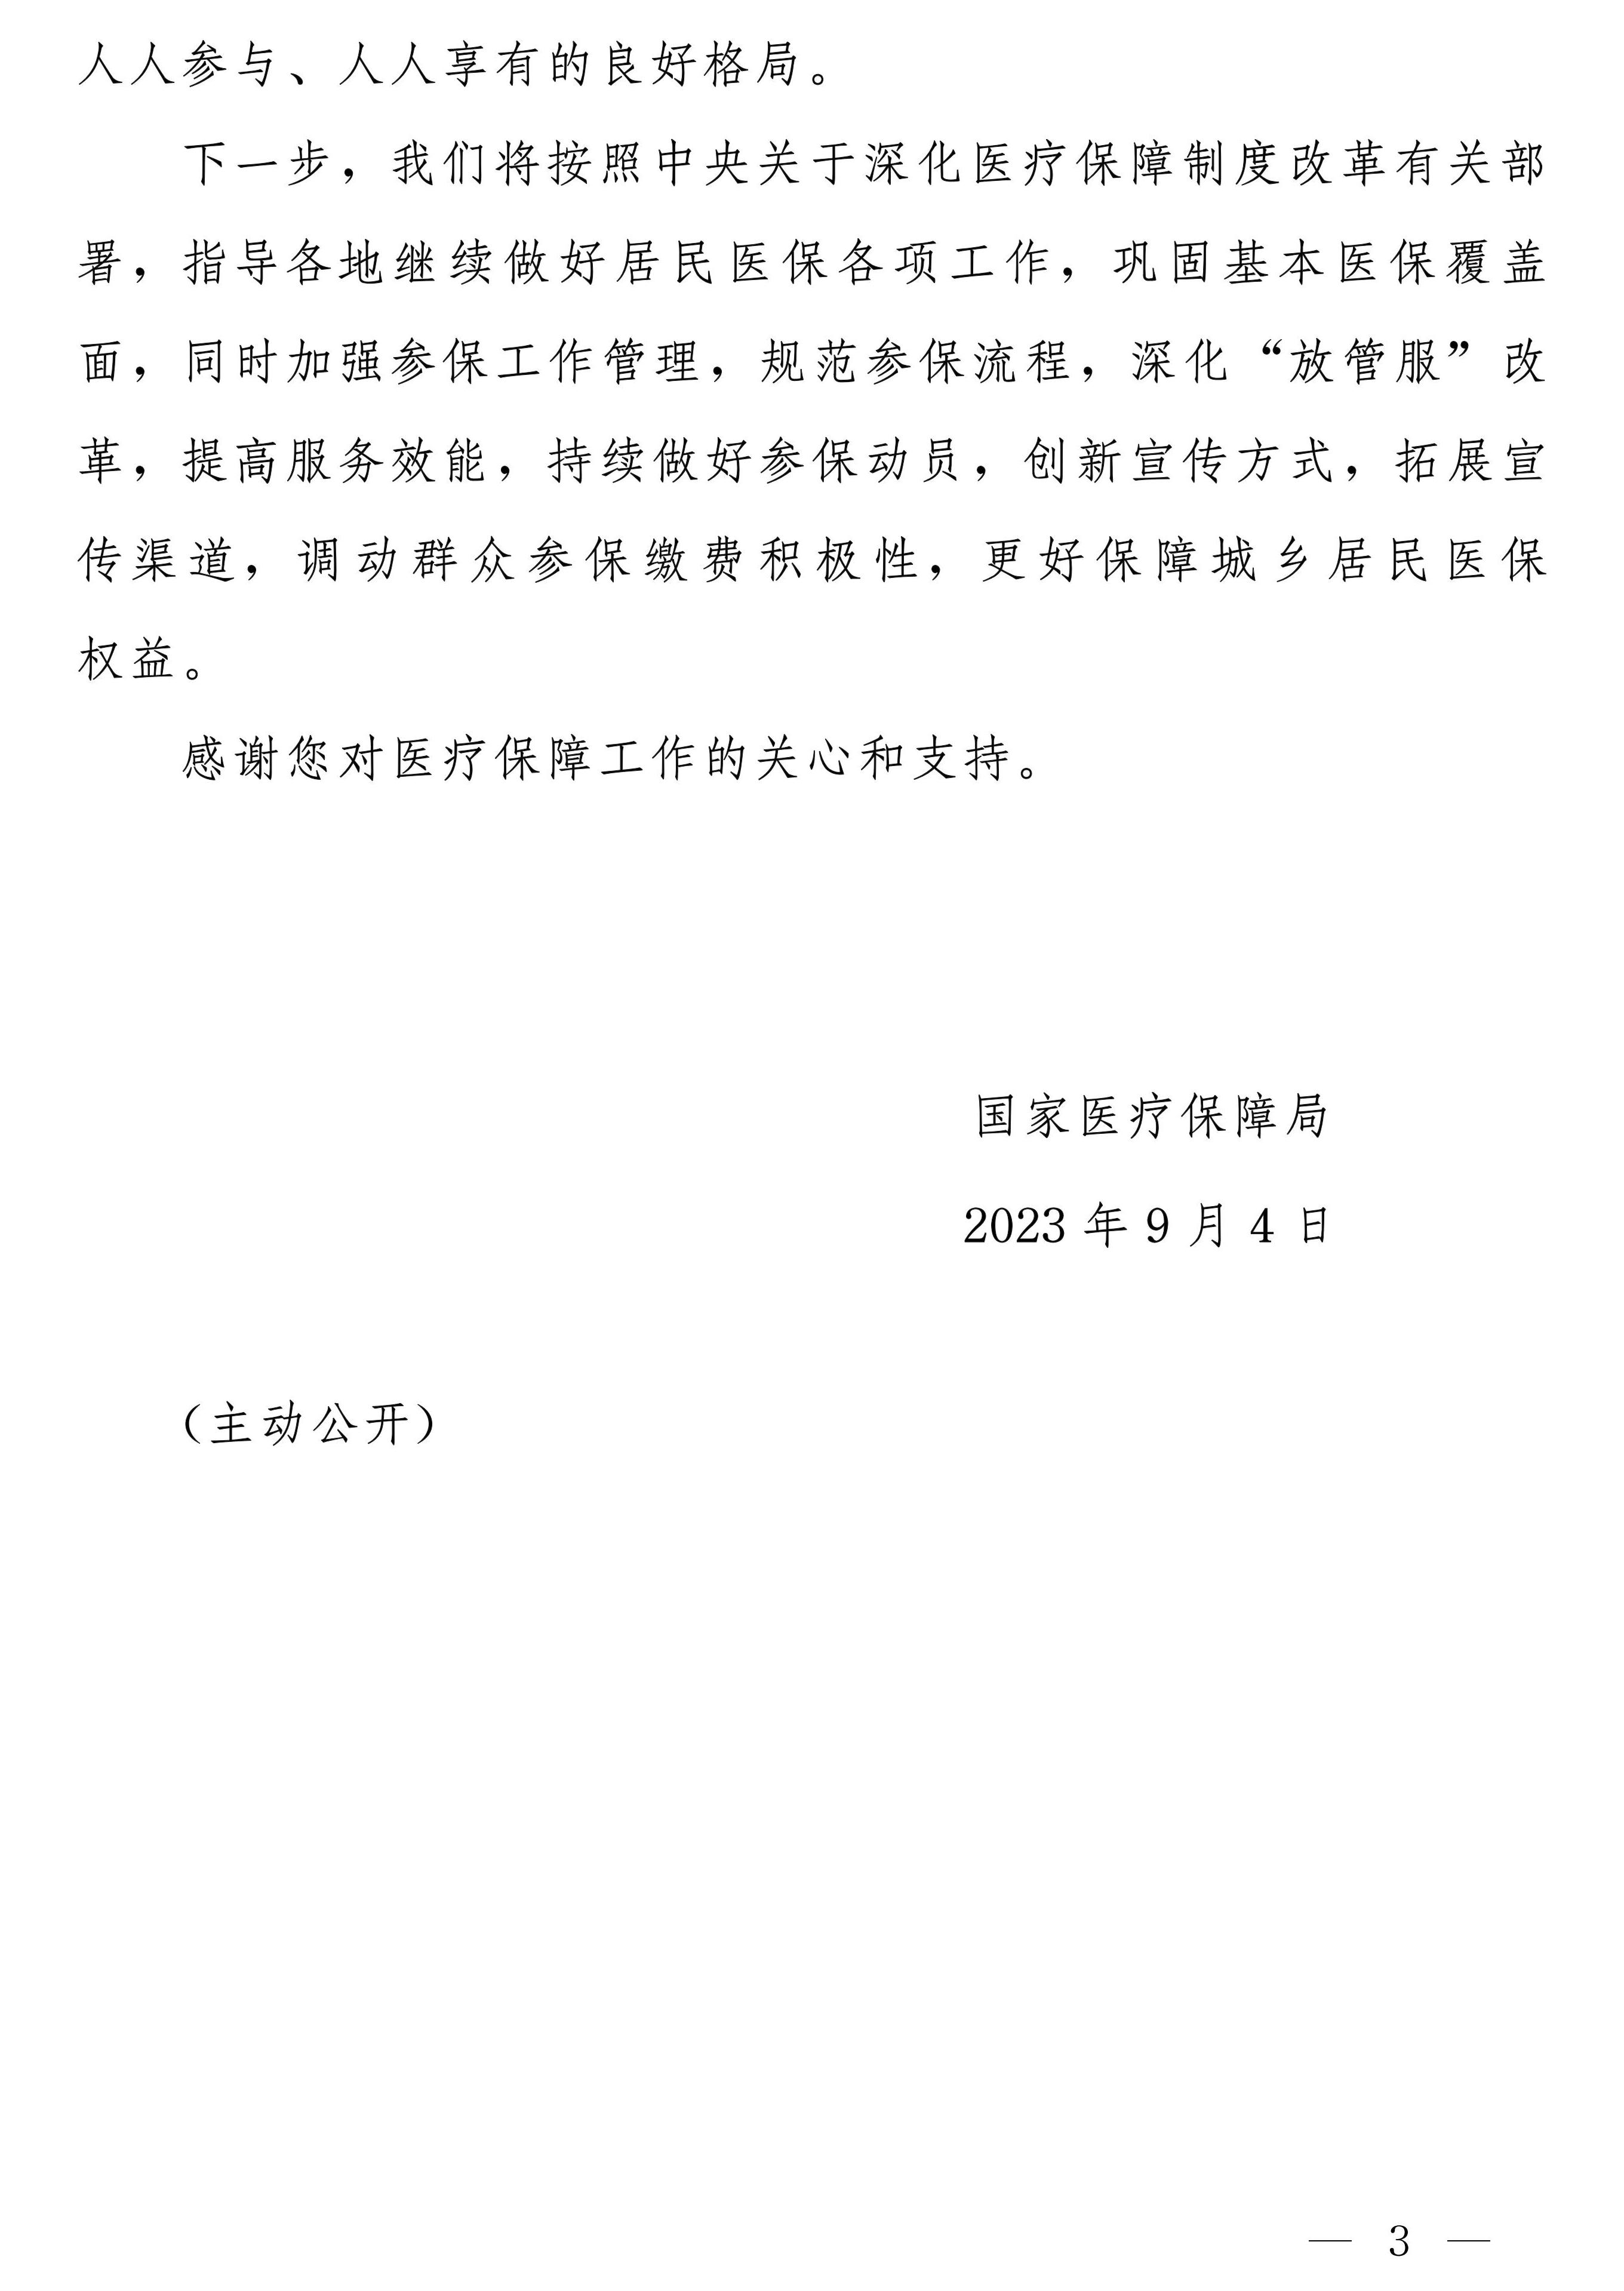 人人参与、人人享有的良好格局。
下一步，我们将按照中央关于深化医疗保障制度改革有关部
署，指导各地继续做好居民医保各项工作，巩固基本医保覆盖
面，同时加强参保工作管理，规范参保流程，深化“放管服”改
革，提高服务效能，持续做好参保动员，创新宣传方式，拓展宣
传渠道，调动群众参保缴费积极性，更好保障城乡居民医保
权益。
感谢您对医疗保障工作的关心和支持。
国家医疗保障局
2023 年 9 月 4 日
（主动公开）
— 3 —